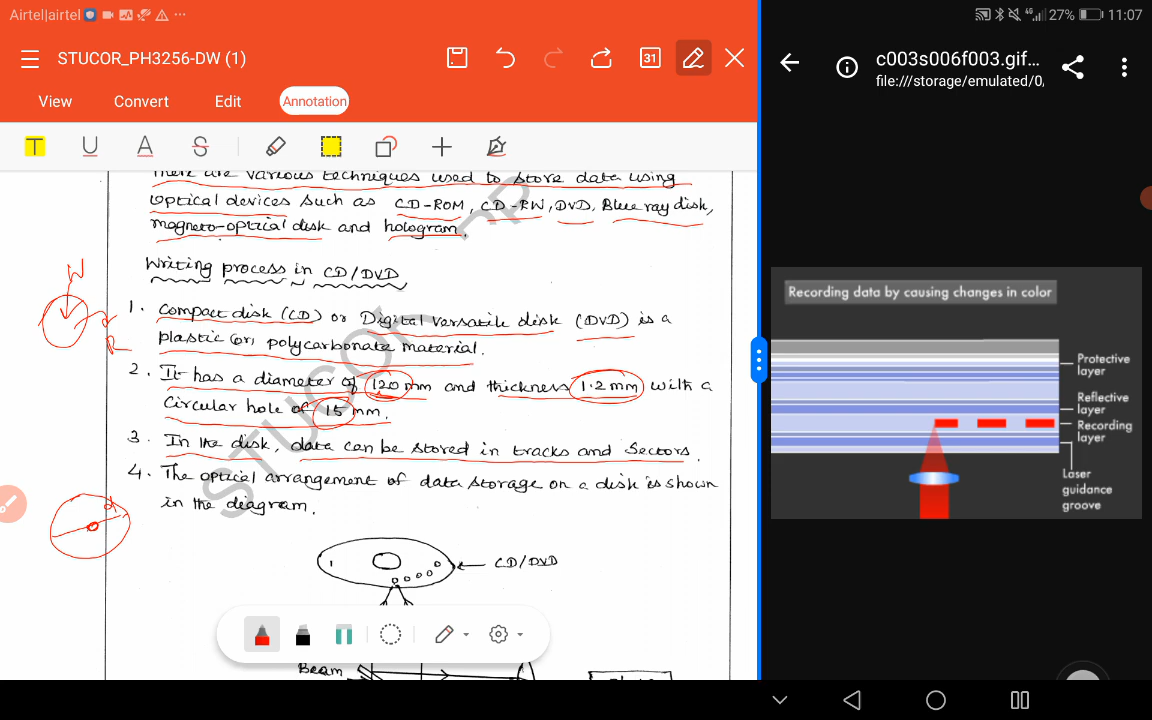 Airtel|airtel
27% 11:07
STUCOR_PH3256-DW (1)
31
View Convert Edit Annotation
T U A S
There are various techniques used to store data using
optical devices such as CD-ROM, CD-RW, DVD, Blue ray disk,
magneto-optical disk and hologram.
Writing process in CD/DVD
1. Compact disk (CD) or Digital Versatile disk (DVD) is a
plastic (or) polycarbonate material.
2. It has a diameter of 120 mm and thickness 1.2 mm with a
Circular hole of 15 mm.
3. In the disk, data can be stored in tracks and Sectors.
4. The optical arrangement of data storage on a disk is shown
in the diagram.
CD/DVD
Beam
W
R
d
STUCOR
c003s006f003.gif...
file:///storage/emulated/0,
4G
Recording data by causing changes in color
Protective
layer
Reflective
layer
Recording
layer
Laser
guidance
groove